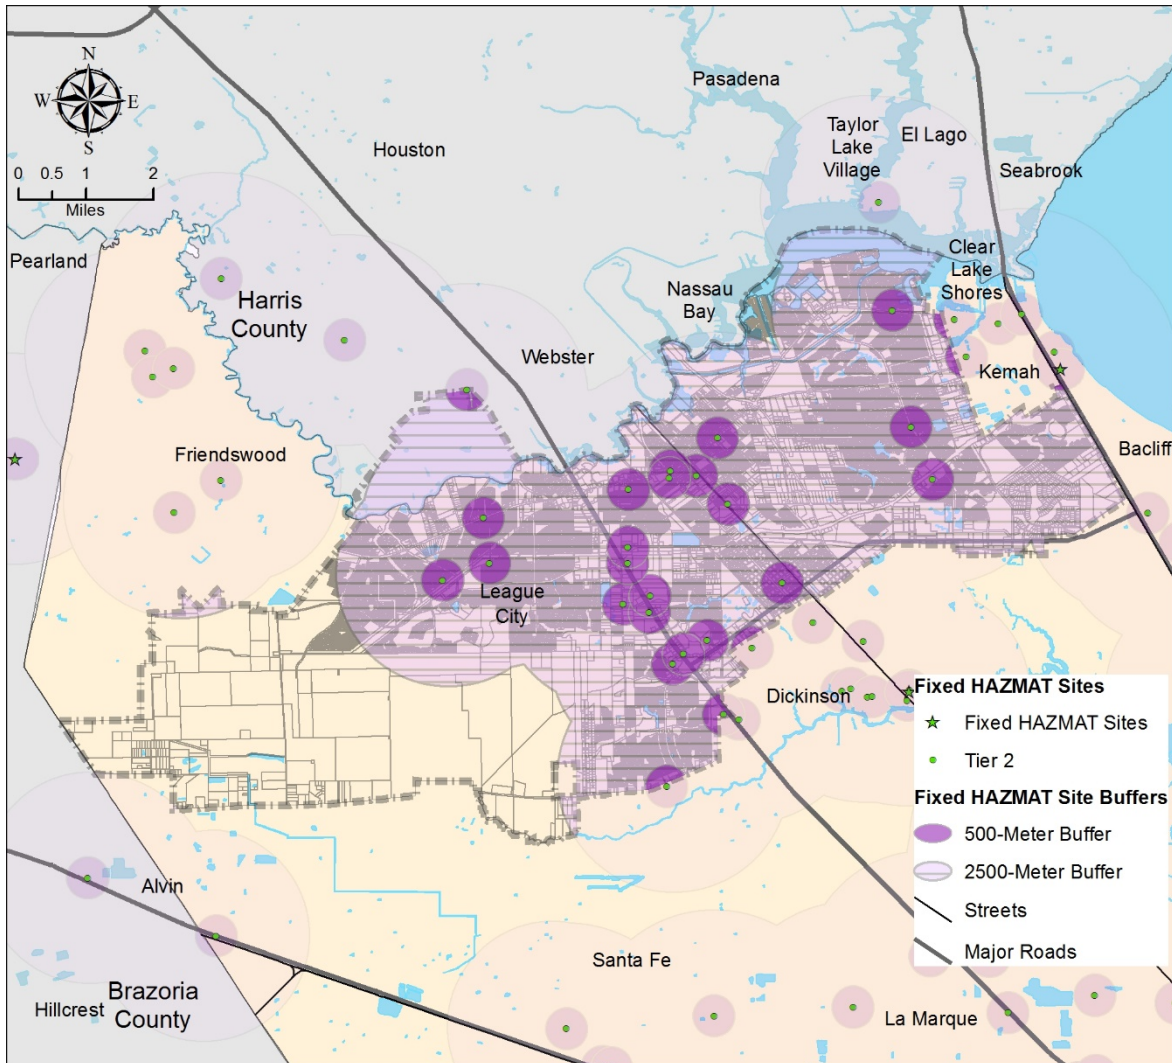 N
W
E
S
0
0.5
1
2
Miles
Pasadena
Houston
Taylor
Lake
Village
El Lago
Seabrook
Pearland
Harris
County
Clear
Lake
Shores
Nassau
Bay
Webster
Kemah
Friendswood
Bacliff
League
City
Dickinson
Alvin
Hillcrest
Brazoria
County
Santa Fe
La Marque
Fixed HAZMAT Sites
Fixed HAZMAT Sites
Tier 2
Fixed HAZMAT Site Buffers
500-Meter Buffer
2500-Meter Buffer
Streets
Major Roads